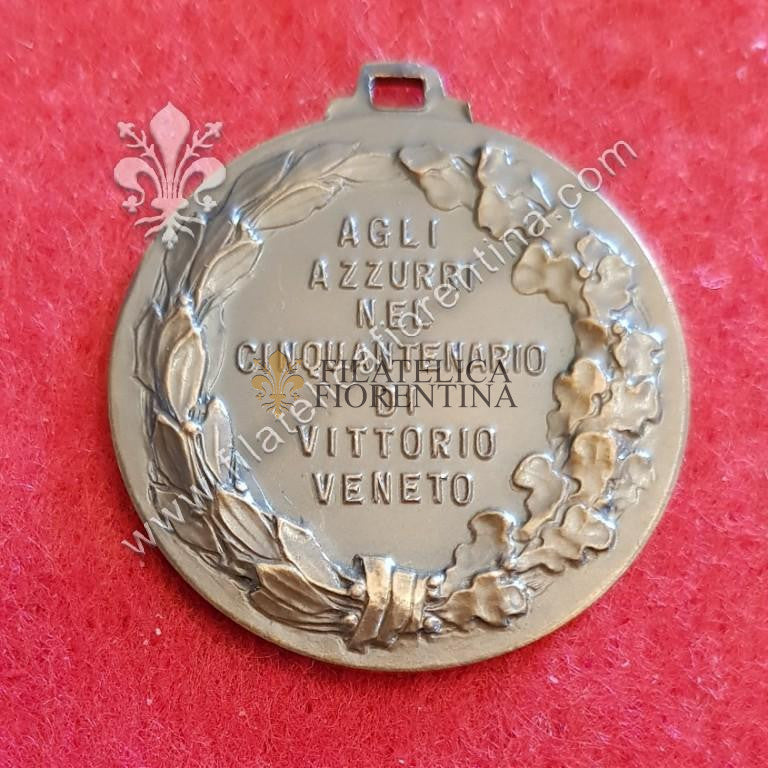 AGLI
AZZURRI
NEL
CINQUANTENARIO
DI
VITTORIO
VENETO
FILATELICA
FIORENTINA
www.filatelicafiorentina.com